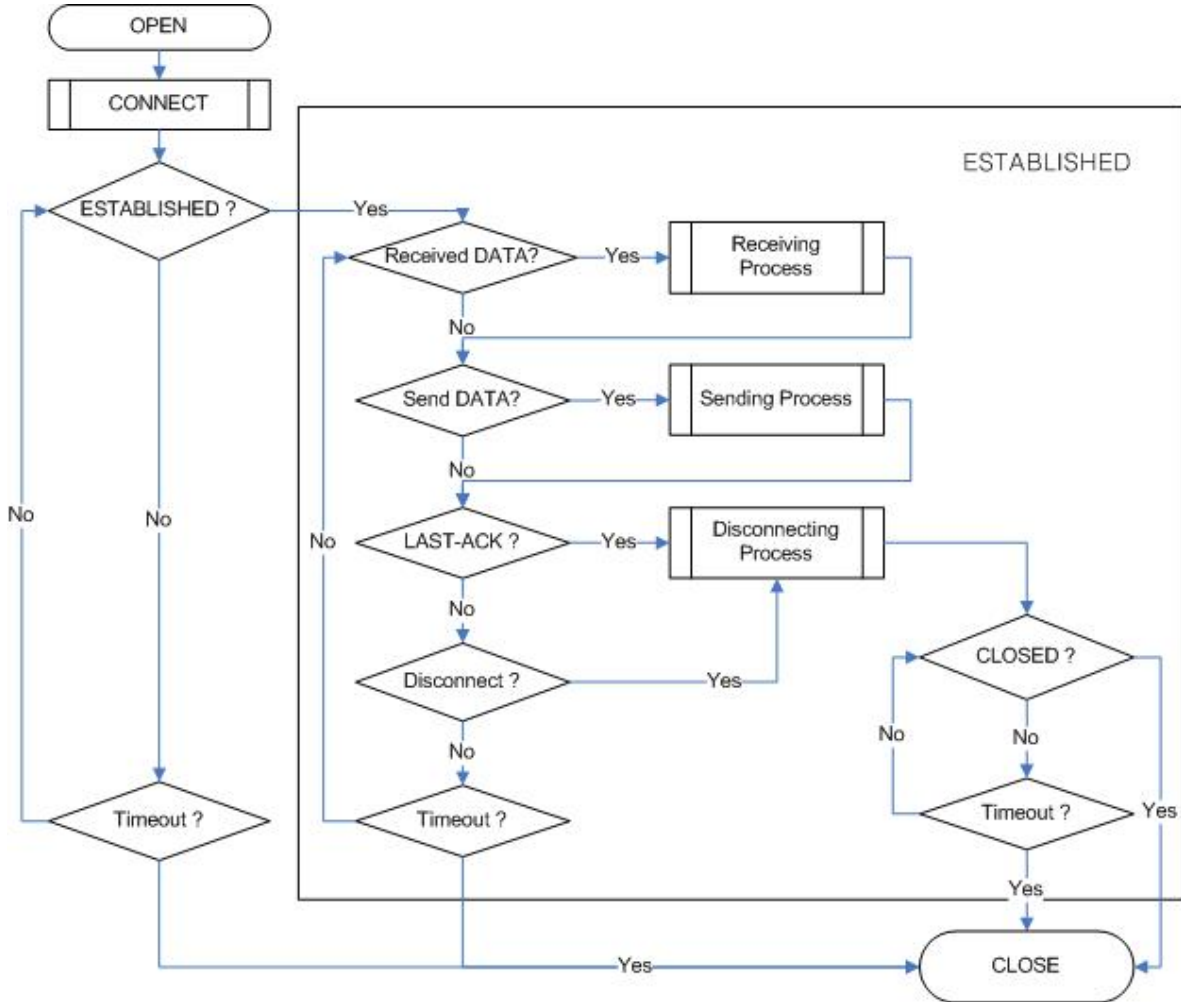 OPEN
CONNECT
ESTABLISHED
ESTABLISHED ?
Yes
Received DATA?
Yes
Receiving
Process
No
Send DATA?
Yes
Sending Process
No
No
No
No
LAST-ACK ?
Yes
Disconnecting
Process
No
CLOSED ?
Disconnect ?
Yes
No
No
No
Timeout ?
Timeout ?
Timeout ?
Yes
Yes
Yes
CLOSE